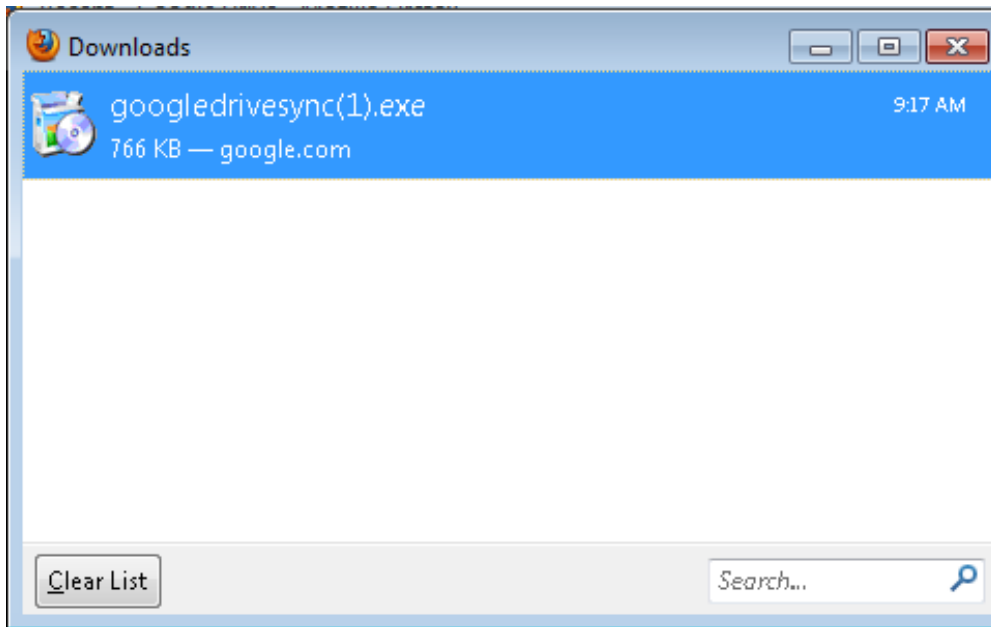 Downloads
googledrivesync(1).exe
9:17 AM
766 KB — google.com
Clear List
Search...